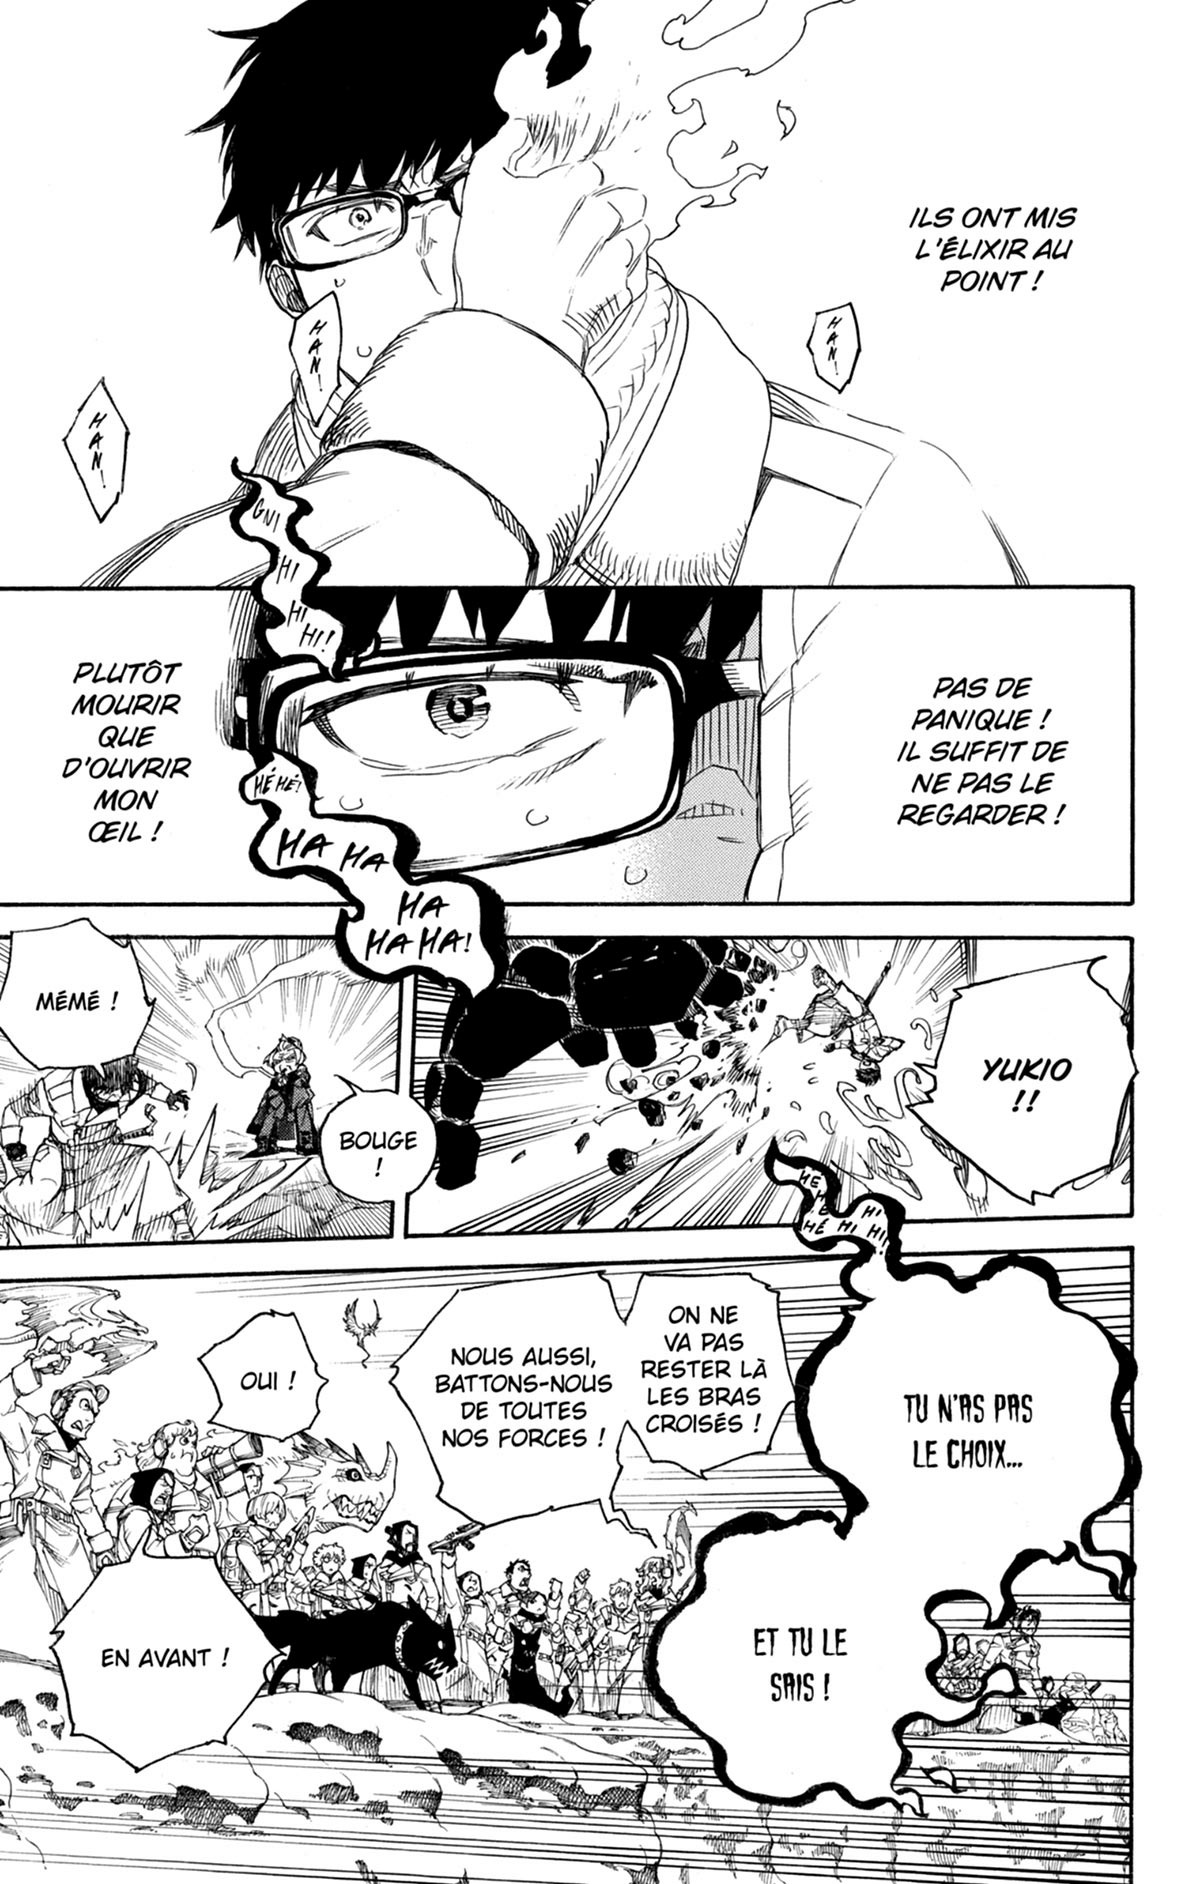 ILS ONT MIS
L'ÉLIXIR AU
POINT !
HAN!
HAN!
HAN!
GNI
HI
HI
HI!
PAS DE
PANIQUE !
IL SUFFIT DE
NE PAS LE
REGARDER !
PLUTÔT
MOURIR
QUE
D'OUVRIR
MON
ŒIL !
HÉ HÉ!
HA HA
HA
HA HA!
YUKIO
!!
BOUGE
!
MÉMÉ !
HÉ
HÉ HI
HÉ HI HI!
TU N'AS PAS
LE CHOIX...
ET TU LE
SAIS !
ON NE
VA PAS
RESTER LÀ
LES BRAS
CROISÉS !
NOUS AUSSI,
BATTONS-NOUS
DE TOUTES
NOS FORCES !
OUI !
EN AVANT !